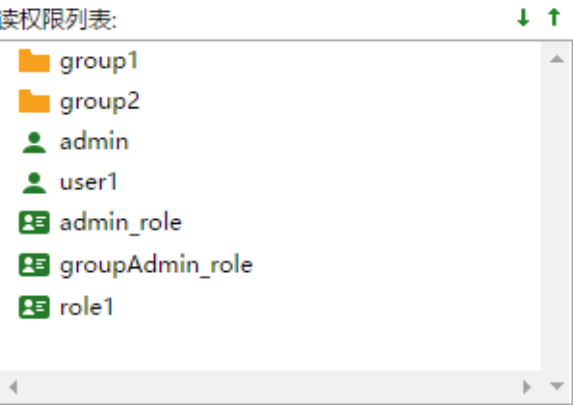 读权限列表:
group1
group2
admin
user1
admin_role
groupAdmin_role
role1